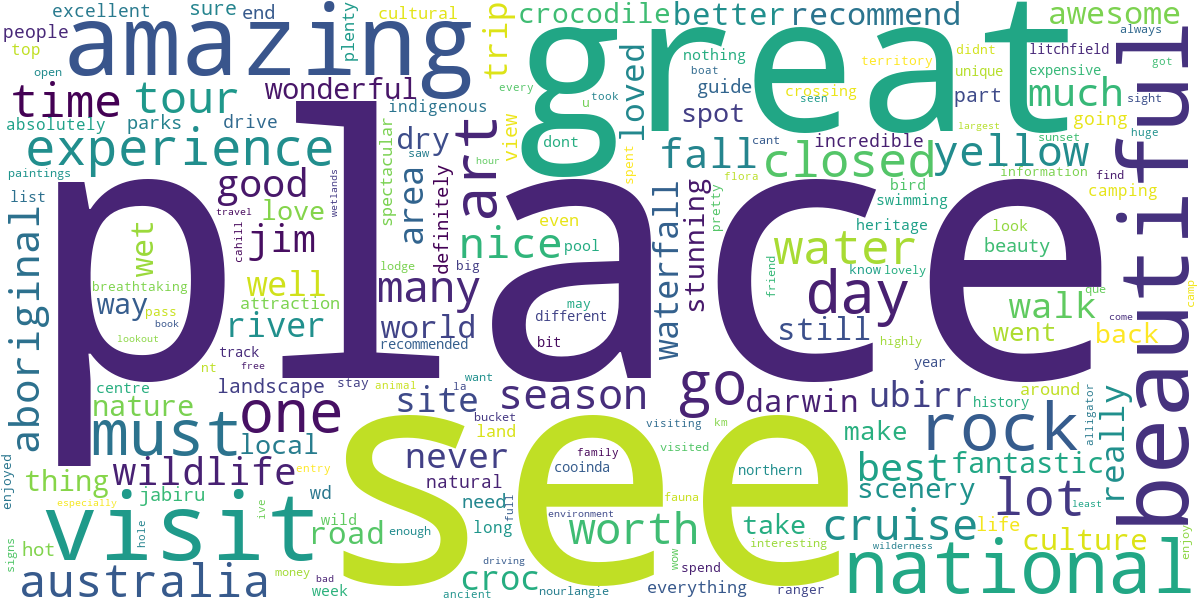 excellent
sure
end
plenty
cultural
trip
crocodile
better
recommend
awesome
always
people
top
open
amazing
great
nothing
boat
guide
territory
crossing
didnt
unique
litchfield
expensive
got
sight
time
tour
wonderful
indigenous
every
u
took
loved
spot
seen
part
much
going
huge
beautiful
absolutely
parks
drive
experience
spectacular
dry
saw
hour
art
view
dont
spent
fall
cant
flora
closed
incredible
largest
yellow
sunset
information
find
camping
paintings
list
good
travel
wetlands
love
cahill
jim
area
definitely
even
nice
pool
waterfall
stunning
pretty
bird
swimming
heritage
water
look
beauty
aboriginal
wet
breathtaking
way
pass
book
lookout
well
attraction
river
lodge
big
many
world
recommended
place
may
different
bit
friend
know
lovely
day
still
highly
que
walk
went
come
back
camp
track
free
nt
centre
nature
landscape
stay
animal
la
want
year
site
season
bucket
land
visiting
visited
km
go
darwin
ubirr
around
history
alligator
really
must
one
local
never
natural
see
family
cooinda
northern
make
rock
best
fantastic
scenery
enjoyed
thing
wildlife
entry
jabiru
wd
especially
visit
hole
ive
wild
road
need
long
full
enough
environment
fauna
worth
take
interesting
cruise
lot
life
culture
least
enjoy
signs
hot
australia
money
bad
week
driving
croc
ancient
nourlangie
wow
spend
everything
ranger
wilderness
national